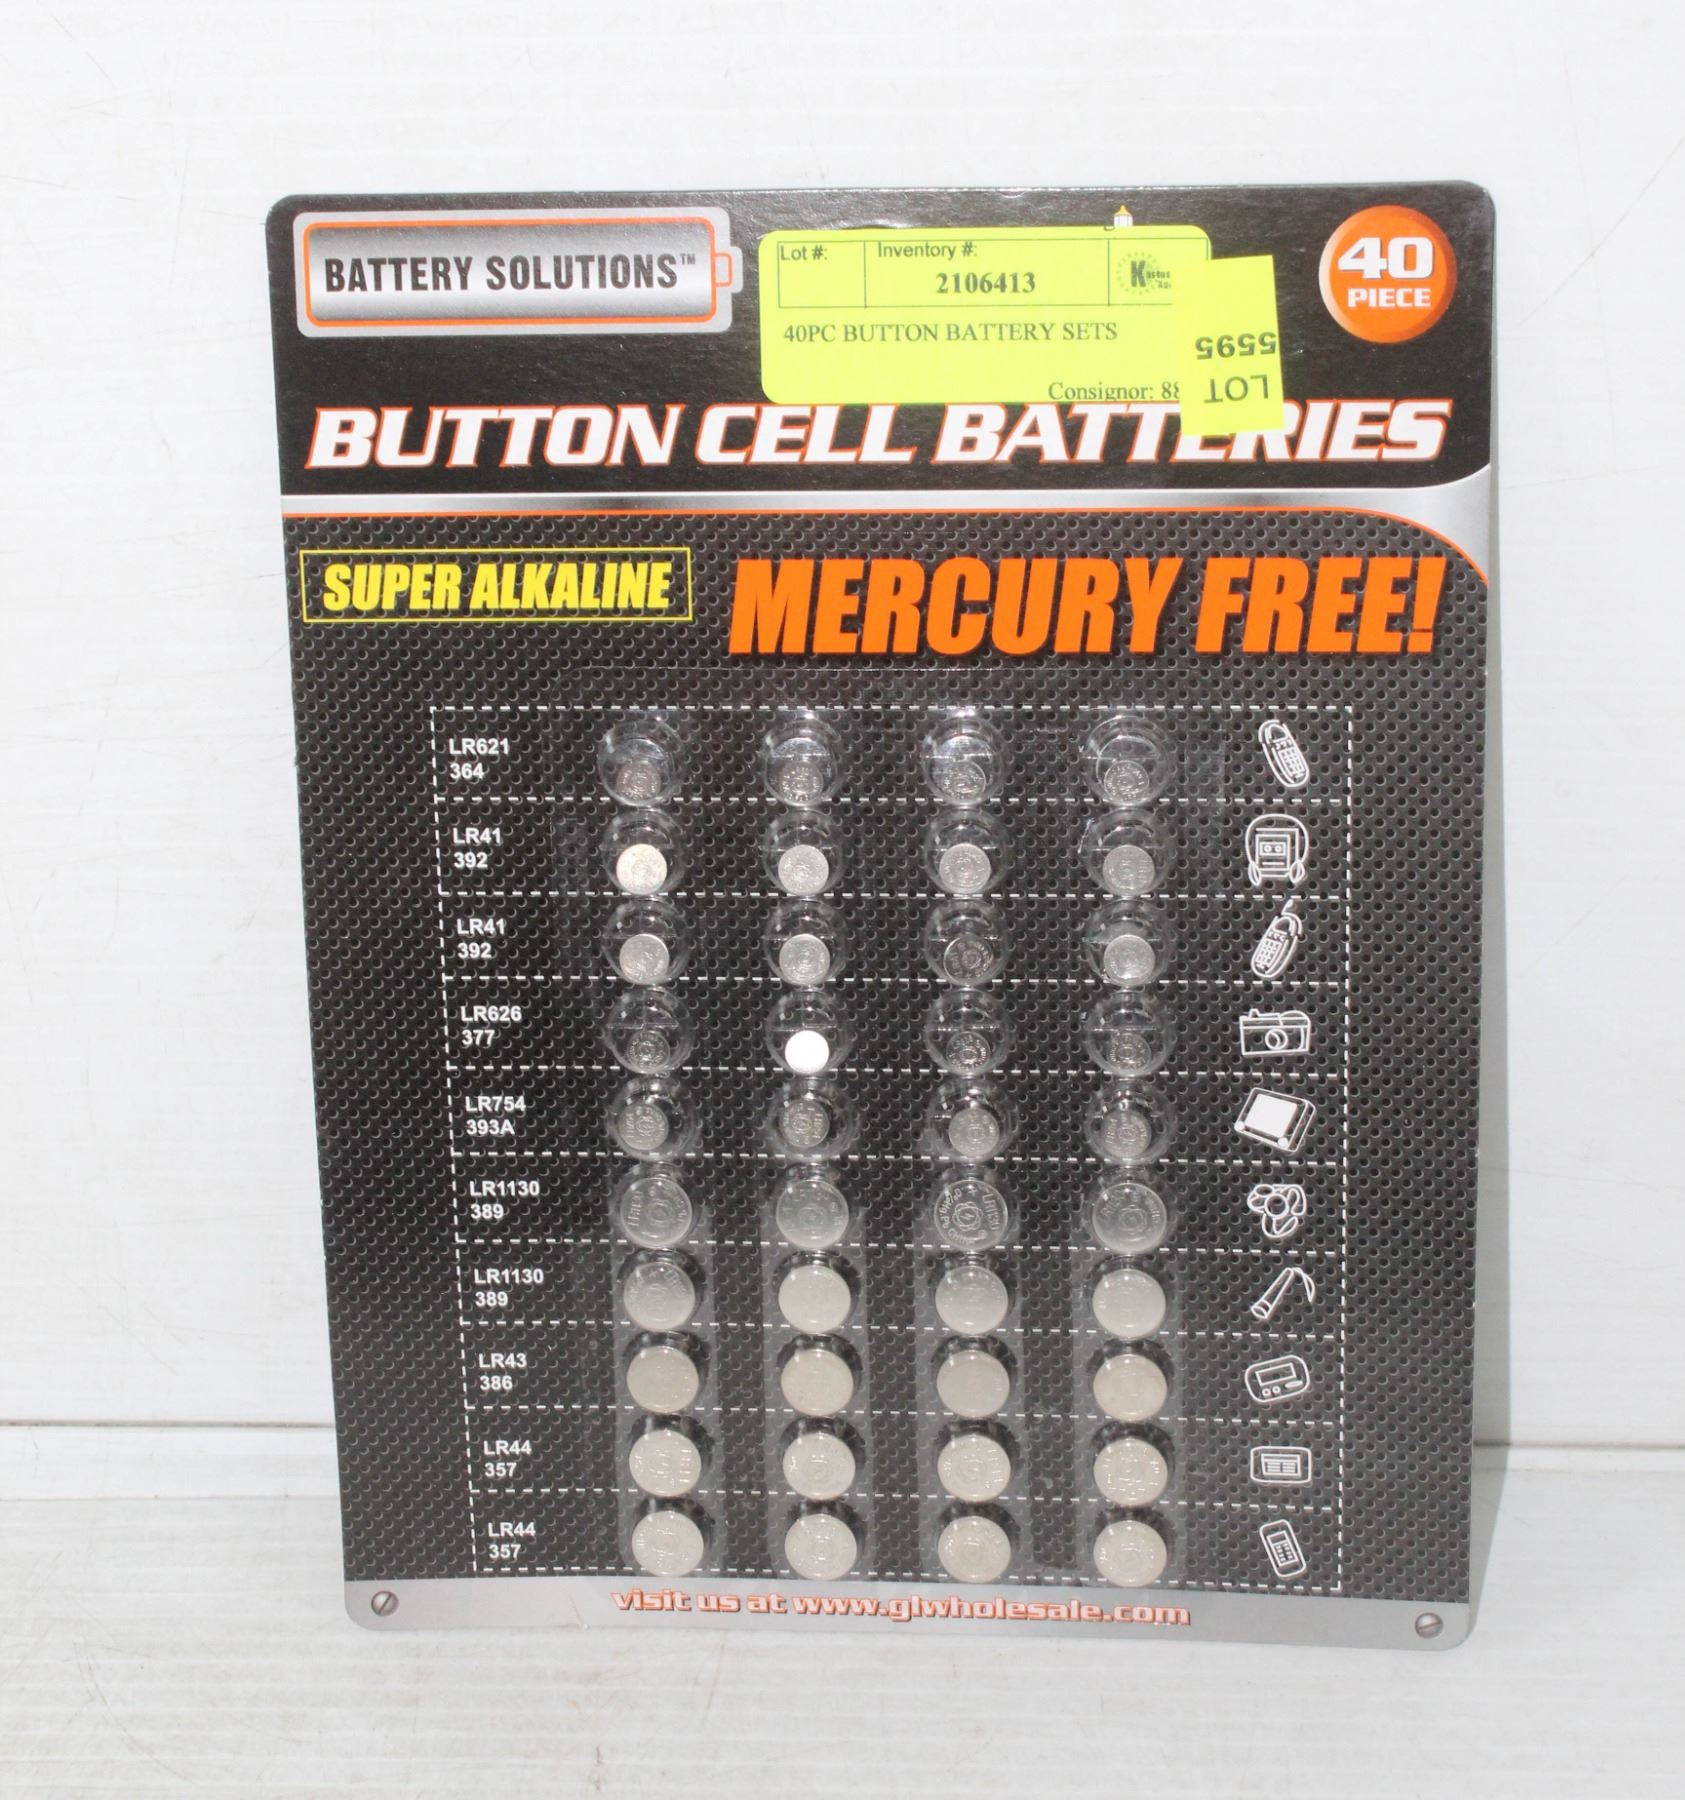 BATTERY SOLUTIONS™
Lot #:
Inventory #:
2106413
40PC BUTTON BATTERY SETS
Consignor: 88
LOT
5595
40
PIECE
BUTTON CELL BATTERIES
SUPER ALKALINE
MERCURY FREE!
LR621
364
LR41
392
LR41
392
LR626
377
LR754
393A
LR1130
389
LR1130
389
LR43
386
LR44
357
LR44
357
visit us at www.glwholesale.com